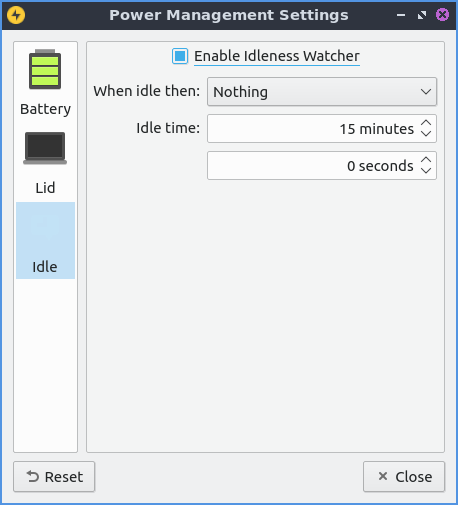 Power Management Settings
Battery
Lid
Idle
Enable Idleness Watcher
When idle then: Nothing
Idle time: 15 minutes
0 seconds
Reset
Close